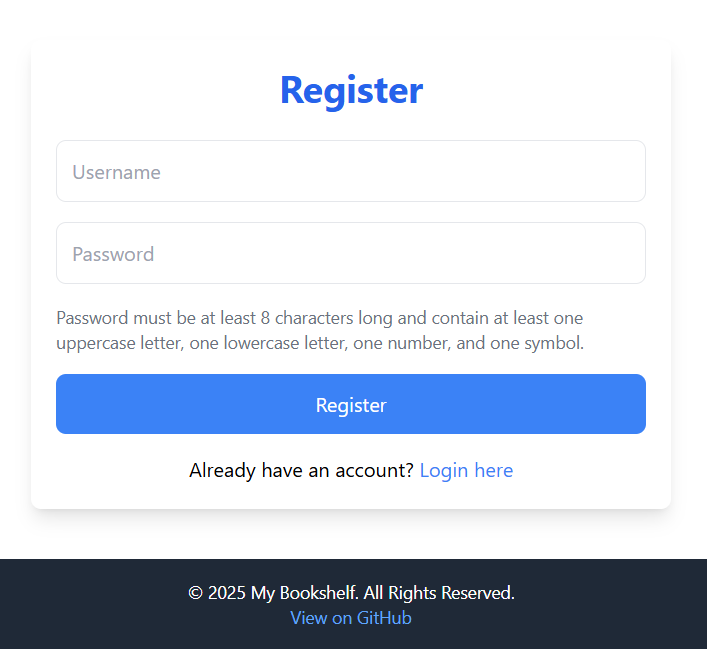 Register
Username
Password
Password must be at least 8 characters long and contain at least one
uppercase letter, one lowercase letter, one number, and one symbol.
Register
Already have an account? Login here
© 2025 My Bookshelf. All Rights Reserved.
View on GitHub